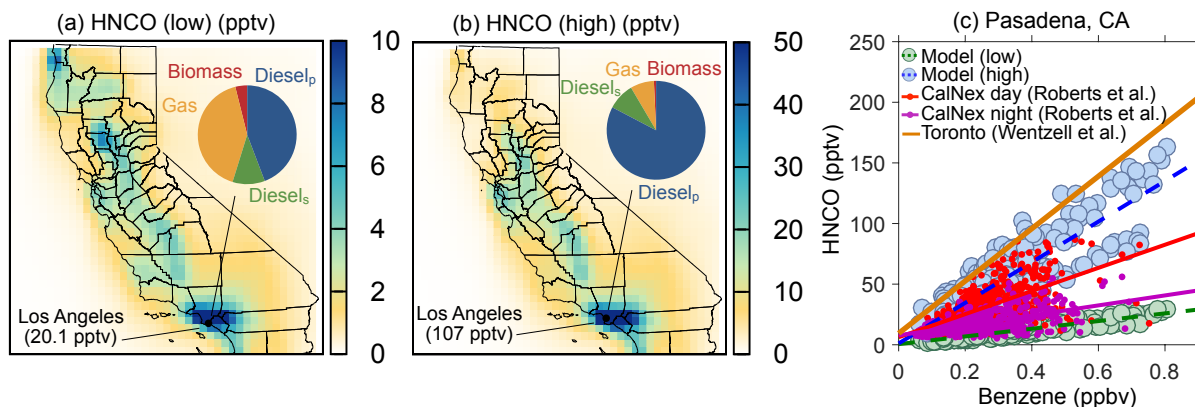 (a) HNCO (low) (pptv)
Biomass
Dieselp
Gas
Diesels
Los Angeles
(20.1 pptv)
10
8
6
4
2
0
(b) HNCO (high) (pptv)
Gas
Biomass
Diesels
Dieselp
Los Angeles
(107 pptv)
50
40
30
20
10
0
(c) Pasadena, CA
HNCO (pptv)
250
200
150
100
50
0
Model (low)
Model (high)
CalNex day (Roberts et al.)
CalNex night (Roberts et al.)
Toronto (Wentzell et al.)
0 0.2 0.4 0.6 0.8
Benzene (ppbv)